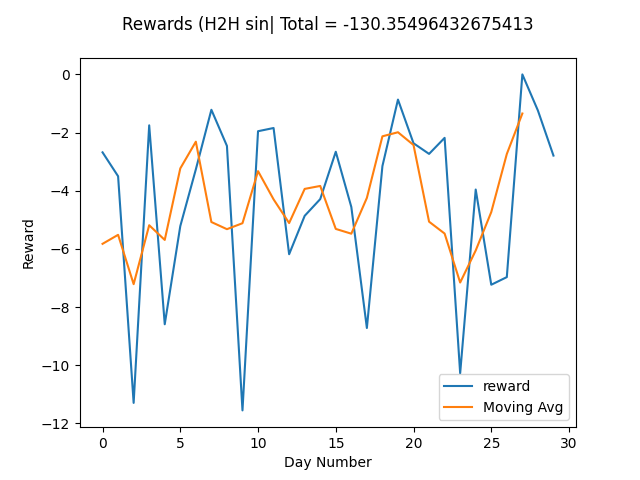 Rewards (H2H sin| Total = -130.35496432675413
0
−2
−4
−6
−8
−10
−12
Reward
0 5 10 15 20 25 30
Day Number
reward
Moving Avg